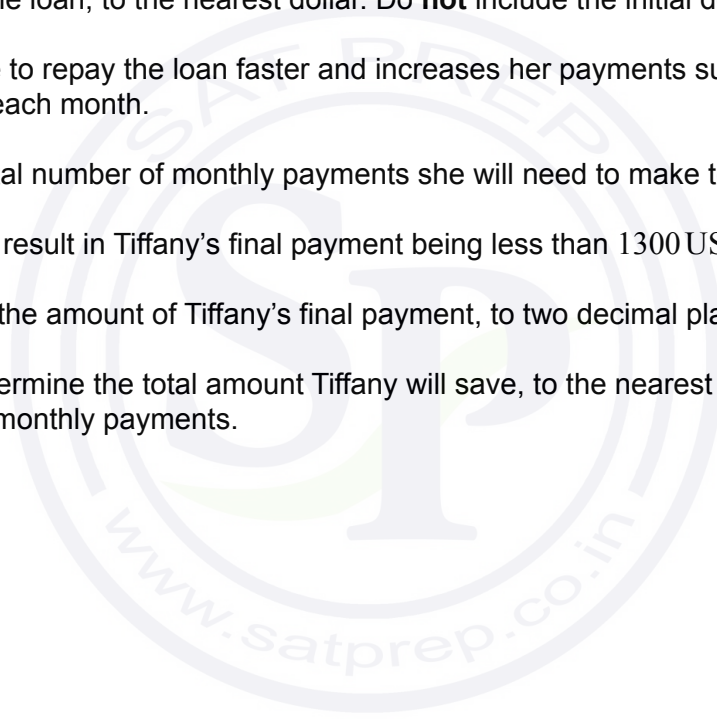 e loan, to the nearest dollar. Do not include the initial d
to repay the loan faster and increases her payments su
each month.
al number of monthly payments she will need to make t
result in Tiffany's final payment being less than 1300 US
the amount of Tiffany's final payment, to two decimal pla
ermine the total amount Tiffany will save, to the nearest
monthly payments.
SAT PREP
SP
www.satprep.co.in